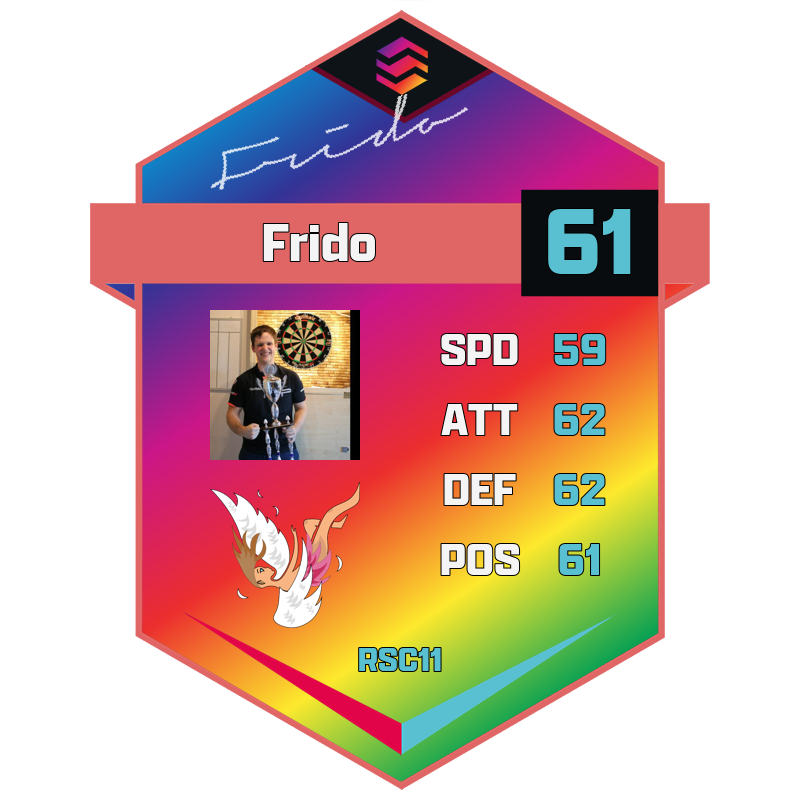 Frido
Frido
61
SPD 59
ATT 62
DEF 62
POS 61
RSC11